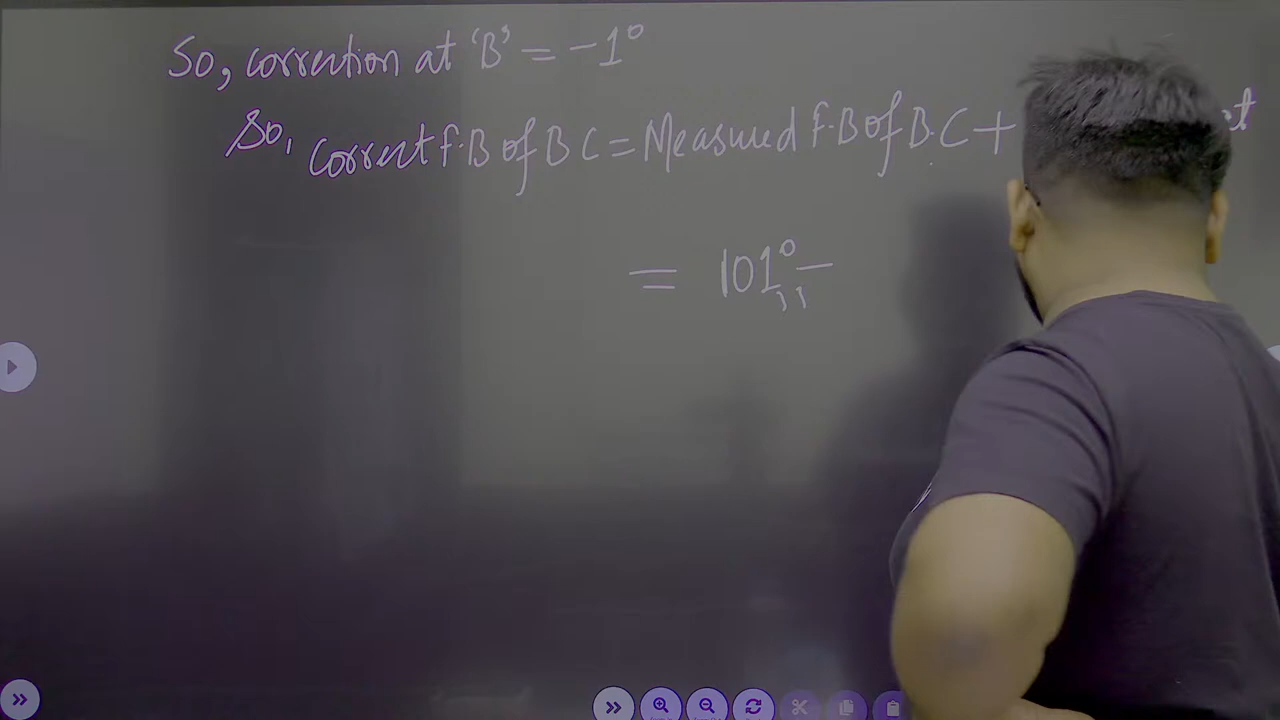 So, correction at 'B' = -1°
So, Correct F.B of BC = Measured F.B of B.C +
= 101° -